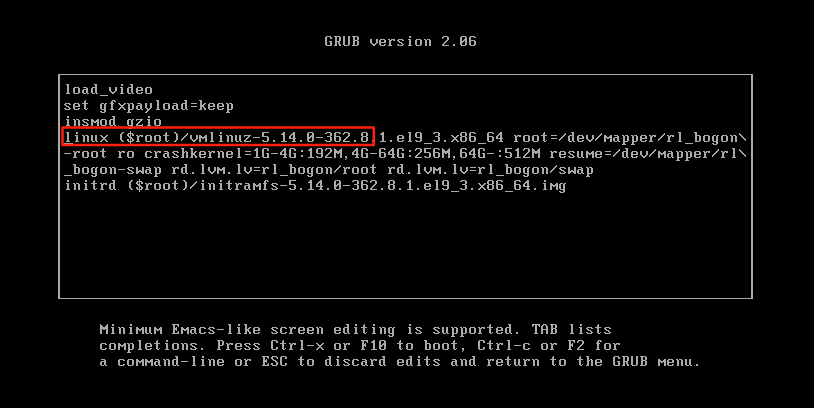 GRUB version 2.06
load_video
set gfxpayload=keep
insmod gzio
linux ($root)/vmlinuz-5.14.0-362.8.1.el9_3.x86_64 root=/dev/mapper/rl_bogon\
-root ro crashkernel=1G-4G:192M,4G-64G:256M,64G-:512M resume=/dev/mapper/rl\
_bogon-swap rd.lvm.lv=rl_bogon/root rd.lvm.lv=rl_bogon/swap
initrd ($root)/initramfs-5.14.0-362.8.1.el9_3.x86_64.img
Minimum Emacs-like screen editing is supported. TAB lists
completions. Press Ctrl-x or F10 to boot, Ctrl-c or F2 for
a command-line or ESC to discard edits and return to the GRUB menu.